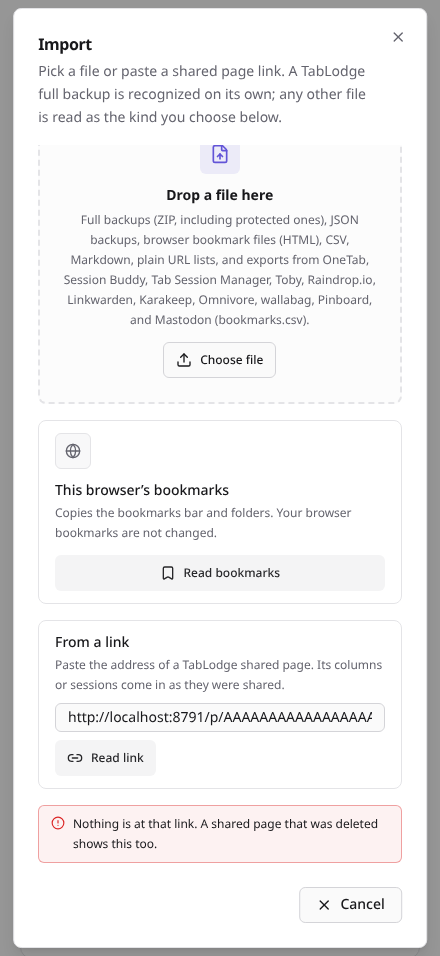 Import
Pick a file or paste a shared page link. A TabLodge
full backup is recognized on its own; any other file
is read as the kind you choose below.
Drop a file here
Full backups (ZIP, including protected ones), JSON
backups, browser bookmark files (HTML), CSV,
Markdown, plain URL lists, and exports from OneTab,
Session Buddy, Tab Session Manager, Toby, Raindrop.io,
Linkwarden, Karakeep, Omnivore, wallabag, Pinboard,
and Mastodon (bookmarks.csv).
Choose file
This browser’s bookmarks
Copies the bookmarks bar and folders. Your browser
bookmarks are not changed.
Read bookmarks
From a link
Paste the address of a TabLodge shared page. Its columns
or sessions come in as they were shared.
http://localhost:8791/p/AAAAAAAAAAAAAAAAA
Read link
Nothing is at that link. A shared page that was deleted
shows this too.
Cancel